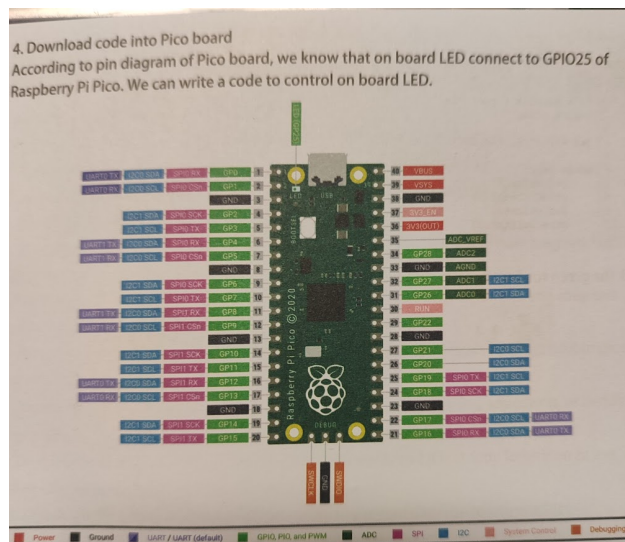 4. Download code into Pico board
According to pin diagram of Pico board, we know that on board LED connect to GPIO25 of
Raspberry Pi Pico. We can write a code to control on board LED.
LED (GP25)
UART0 TX I2C0 SDA SPI0 RX GP0 1
UART0 RX I2C0 SCL SPI0 CSn GP1 2
GND 3
I2C1 SDA SPI0 SCK GP2 4
I2C1 SCL SPI0 TX GP3 5
UART1 TX I2C0 SDA SPI0 RX GP4 6
UART1 RX I2C0 SCL SPI0 CSn GP5 7
GND 8
I2C1 SDA SPI0 SCK GP6 9
I2C1 SCL SPI0 TX GP7 10
UART1 TX I2C0 SDA SPI1 RX GP8 11
UART1 RX I2C0 SCL SPI1 CSn GP9 12
GND 13
I2C1 SDA SPI1 SCK GP10 14
I2C1 SCL SPI1 TX GP11 15
UART0 TX I2C0 SDA SPI1 RX GP12 16
UART0 RX I2C0 SCL SPI1 CSn GP13 17
GND 18
I2C1 SDA SPI1 SCK GP14 19
I2C1 SCL SPI1 TX GP15 20
LED USB
BOOTSEL
Raspberry Pi Pico ©2020
DEBUG
40 VBUS
39 VSYS
38 GND
37 3V3_EN
36 3V3(OUT)
35 ADC_VREF
34 GP28 ADC2
33 GND AGND
32 GP27 ADC1 I2C1 SCL
31 GP26 ADC0 I2C1 SDA
30 RUN
29 GP22
28 GND
27 GP21 I2C0 SCL
26 GP20 I2C0 SDA
25 GP19 SPI0 TX I2C1 SCL
24 GP18 SPI0 SCK I2C1 SDA
23 GND
22 GP17 SPI0 CSn I2C0 SCL UART0 RX
21 GP16 SPI0 RX I2C0 SDA UART0 TX
SWCLK GND SWDIO
Power Ground UART / UART (default) GPIO, PIO, and PWM ADC SPI I2C System Control Debugging